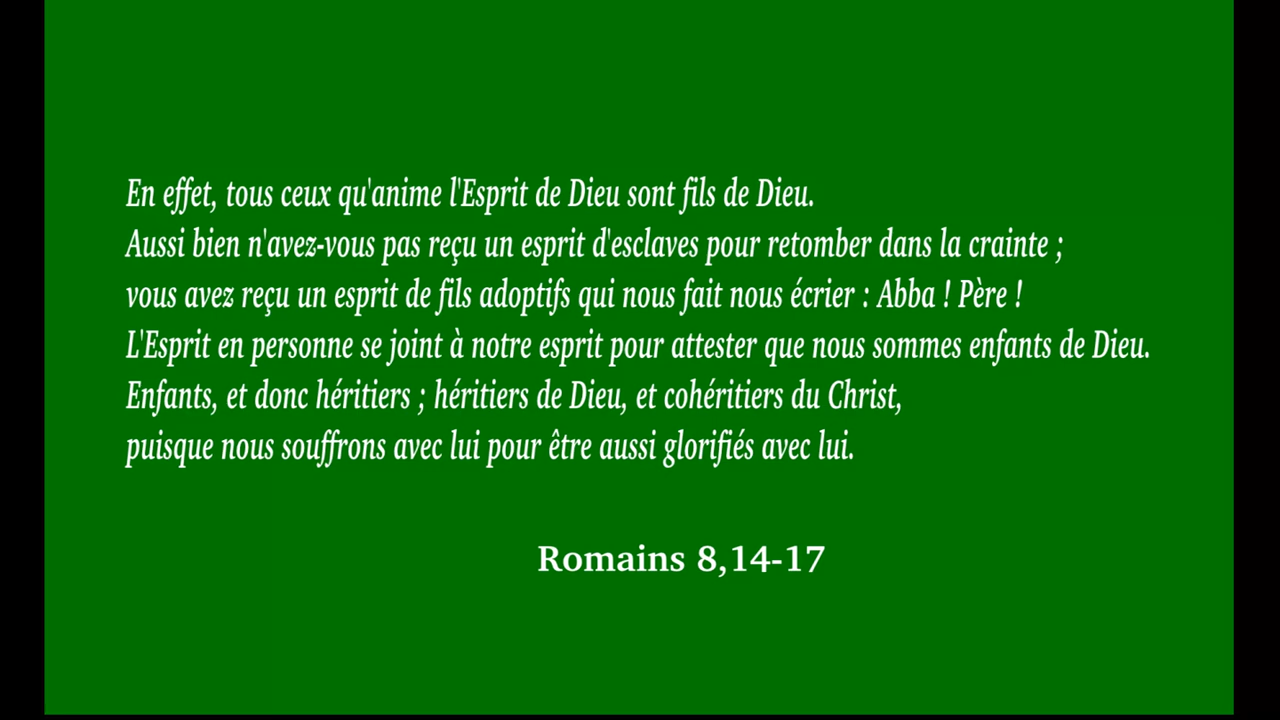 En effet, tous ceux qu'anime l'Esprit de Dieu sont fils de Dieu.
Aussi bien n'avez-vous pas reçu un esprit d'esclaves pour retomber dans la crainte ;
vous avez reçu un esprit de fils adoptifs qui nous fait nous écrier : Abba ! Père !
L'Esprit en personne se joint à notre esprit pour attester que nous sommes enfants de Dieu.
Enfants, et donc héritiers ; héritiers de Dieu, et cohéritiers du Christ,
puisque nous souffrons avec lui pour être aussi glorifiés avec lui.
Romains 8,14-17